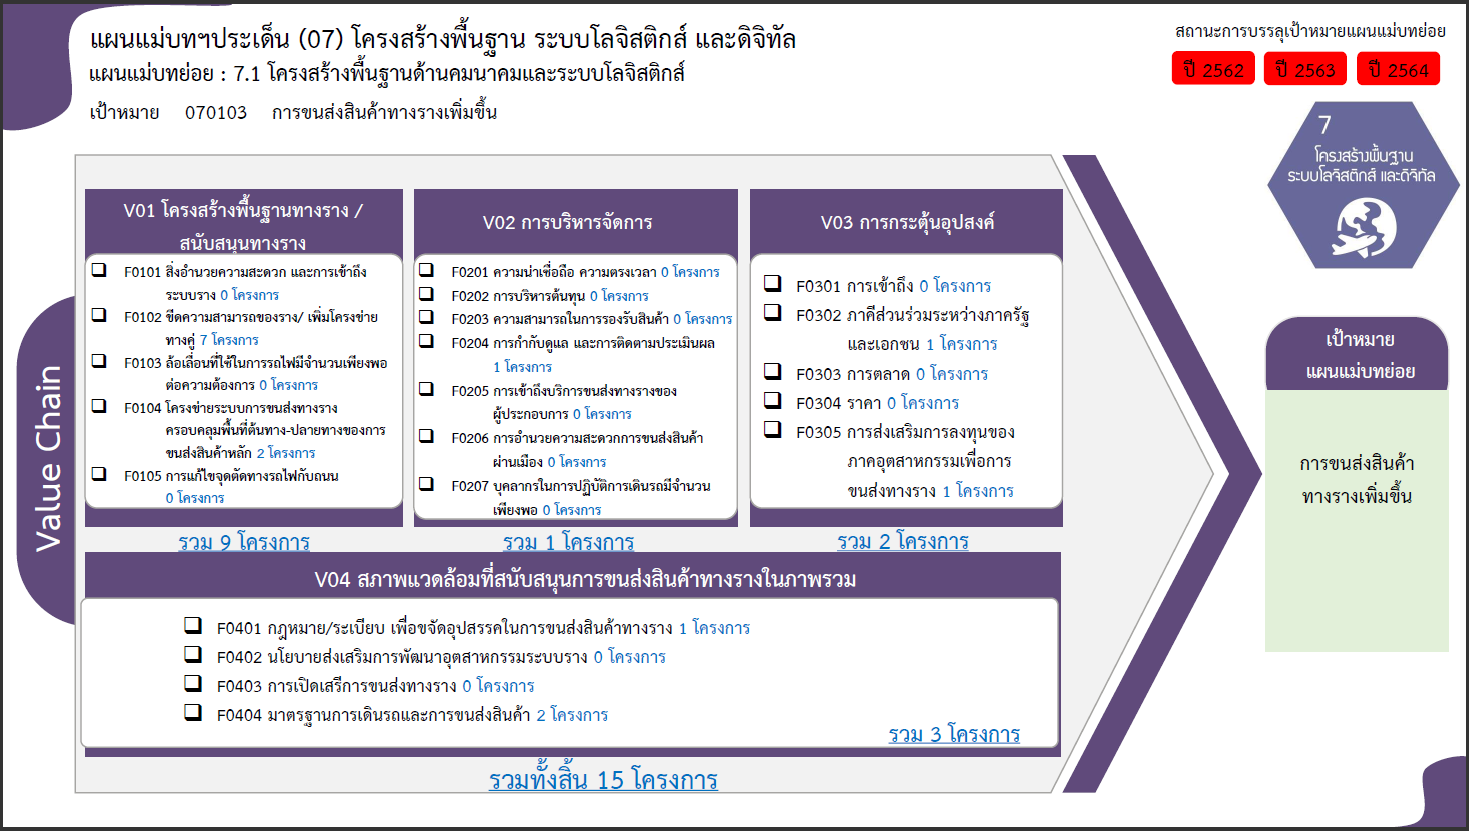 แผนแม่บทฯประเด็น (07) โครงสร้างพื้นฐาน ระบบโลจิสติกส์ และดิจิทัล
แผนแม่บทย่อย : 7.1 โครงสร้างพื้นฐานด้านคมนาคมและระบบโลจิสติกส์
เป้าหมาย 070103 การขนส่งสินค้าทางรางเพิ่มขึ้น
สถานะการบรรลุเป้าหมายแผนแม่บทย่อย
ปี 2562 ปี 2563 ปี 2564
7
โครงสร้างพื้นฐาน
ระบบโลจิสติกส์ และดิจิทัล
Value Chain
V01 โครงสร้างพื้นฐานทางราง /
สนับสนุนทางราง
❑ F0101 สิ่งอำนวยความสะดวก และการเข้าถึง
ระบบราง 0 โครงการ
❑ F0102 ขีดความสามารถของราง/ เพิ่มโครงข่าย
ทางคู่ 7 โครงการ
❑ F0103 ล้อเลื่อนที่ใช้ในการรถไฟมีจำนวนเพียงพอ
ต่อความต้องการ 0 โครงการ
❑ F0104 โครงข่ายระบบการขนส่งทางราง
ครอบคลุมพื้นที่ต้นทาง-ปลายทางของการ
ขนส่งสินค้าหลัก 2 โครงการ
❑ F0105 การแก้ไขจุดตัดทางรถไฟกับถนน
0 โครงการ
รวม 9 โครงการ
V02 การบริหารจัดการ
❑ F0201 ความน่าเชื่อถือ ความตรงเวลา 0 โครงการ
❑ F0202 การบริหารต้นทุน 0 โครงการ
❑ F0203 ความสามารถในการรองรับสินค้า 0 โครงการ
❑ F0204 การกำกับดูแล และการติดตามประเมินผล
1 โครงการ
❑ F0205 การเข้าถึงบริการขนส่งทางรางของ
ผู้ประกอบการ 0 โครงการ
❑ F0206 การอำนวยความสะดวกการขนส่งสินค้า
ผ่านเมือง 0 โครงการ
❑ F0207 บุคลากรในการปฏิบัติการเดินรถมีจำนวน
เพียงพอ 0 โครงการ
รวม 1 โครงการ
V03 การกระตุ้นอุปสงค์
❑ F0301 การเข้าถึง 0 โครงการ
❑ F0302 ภาคีส่วนร่วมระหว่างภาครัฐ
และเอกชน 1 โครงการ
❑ F0303 การตลาด 0 โครงการ
❑ F0304 ราคา 0 โครงการ
❑ F0305 การส่งเสริมการลงทุนของ
ภาคอุตสาหกรรมเพื่อการ
ขนส่งทางราง 1 โครงการ
รวม 2 โครงการ
V04 สภาพแวดล้อมที่สนับสนุนการขนส่งสินค้าทางรางในภาพรวม
❑ F0401 กฎหมาย/ระเบียบ เพื่อขจัดอุปสรรคในการขนส่งสินค้าทางราง 1 โครงการ
❑ F0402 นโยบายส่งเสริมการพัฒนาอุตสาหกรรมระบบราง 0 โครงการ
❑ F0403 การเปิดเสรีการขนส่งทางราง 0 โครงการ
❑ F0404 มาตรฐานการเดินรถและการขนส่งสินค้า 2 โครงการ
รวม 3 โครงการ
รวมทั้งสิ้น 15 โครงการ
เป้าหมาย
แผนแม่บทย่อย
การขนส่งสินค้า
ทางรางเพิ่มขึ้น